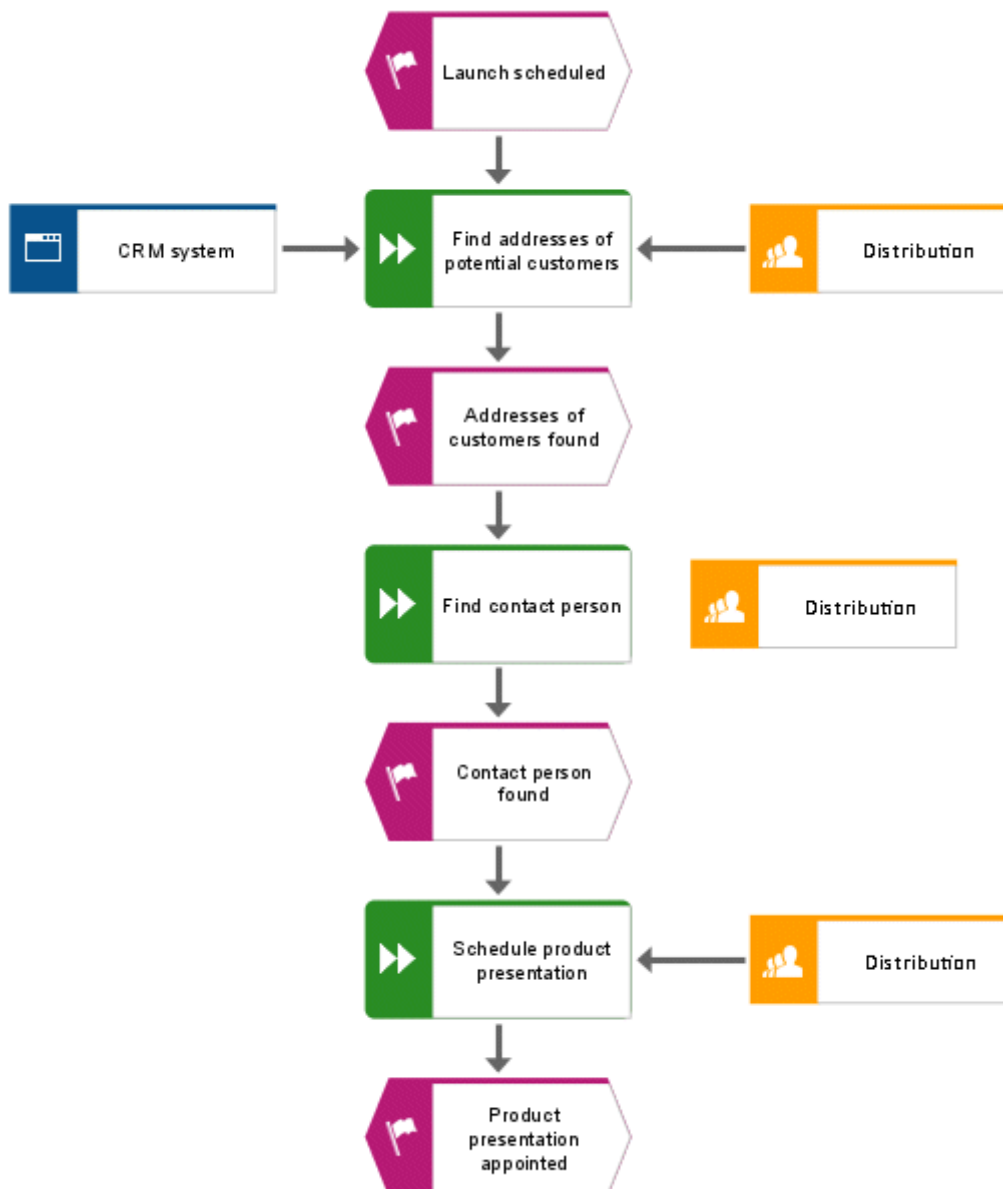 Launch scheduled
CRM system
Find addresses of
potential customers
Distribution
Addresses of
customers found
Find contact person
Distribution
Contact person
found
Schedule product
presentation
Distribution
Product
presentation
appointed